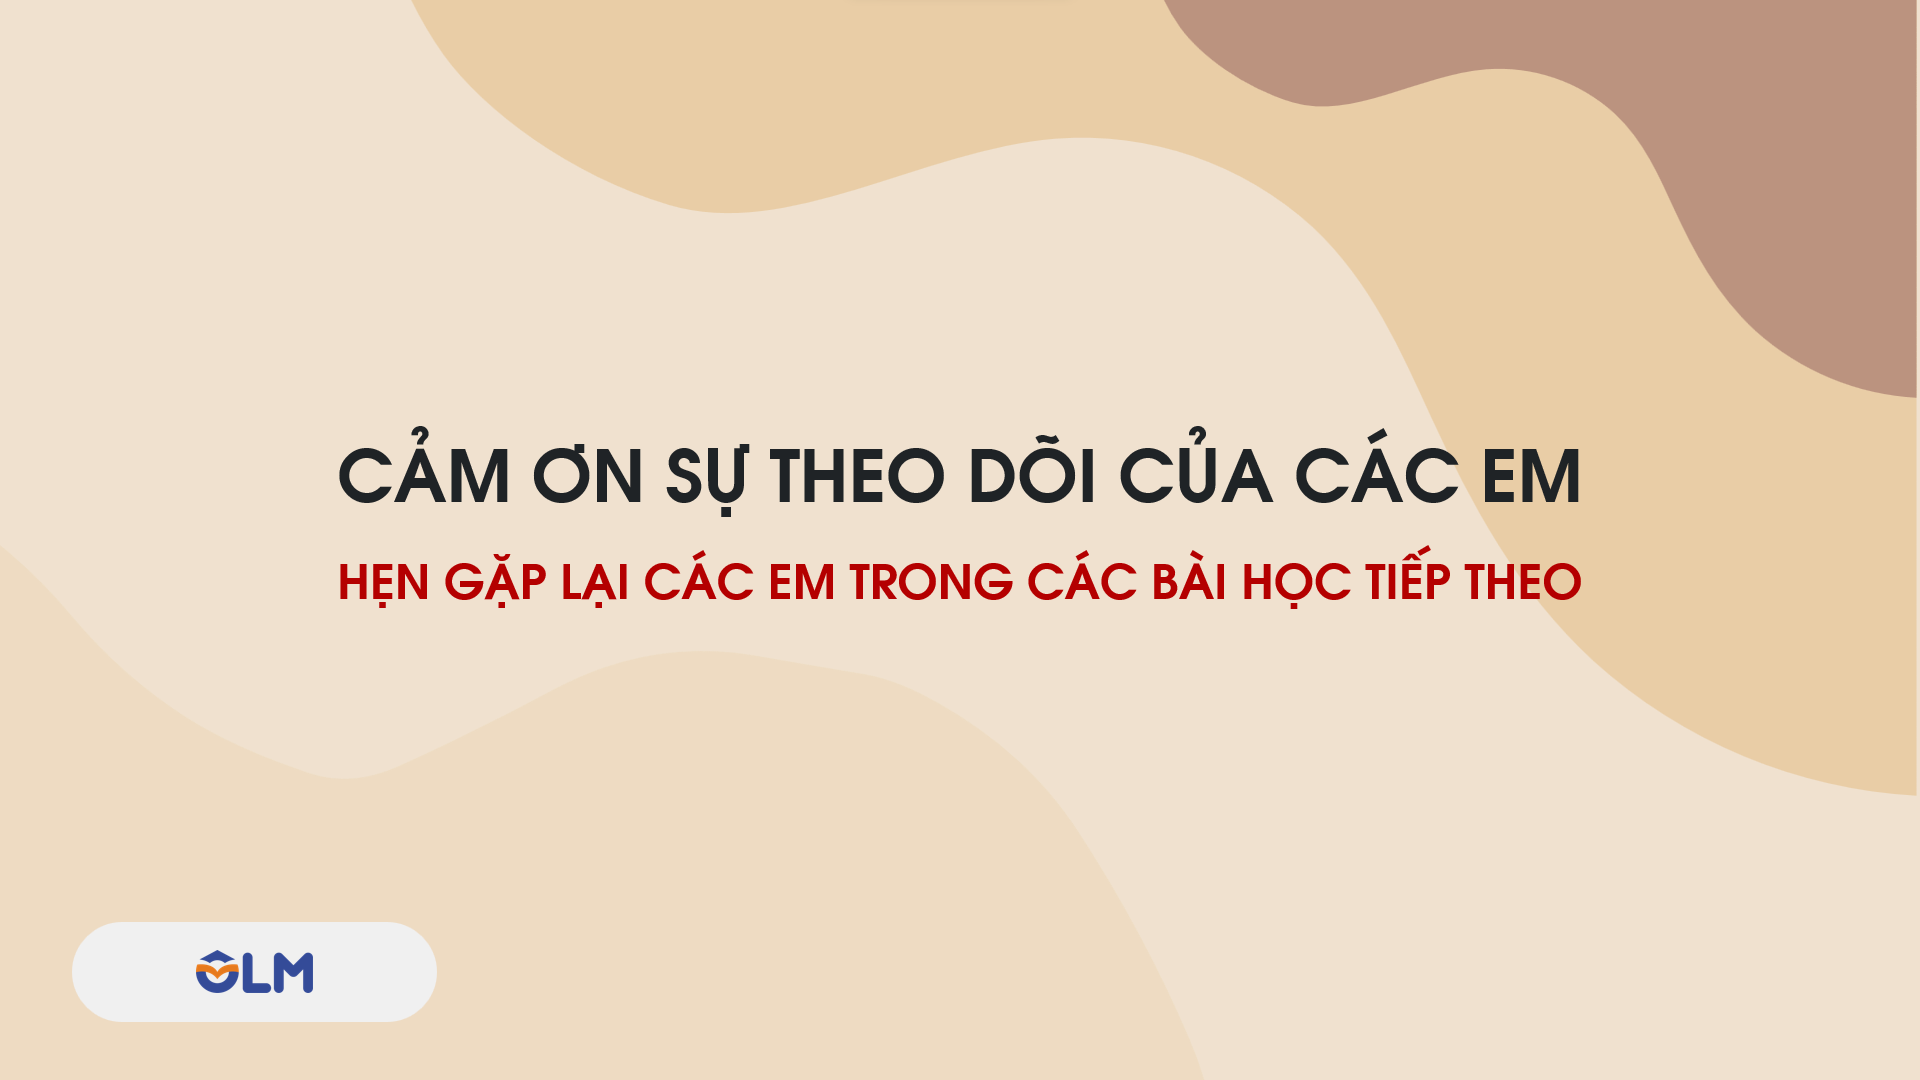 CẢM ƠN SỰ THEO DÕI CỦA CÁC EM
HẸN GẶP LẠI CÁC EM TRONG CÁC BÀI HỌC TIẾP THEO
OLM